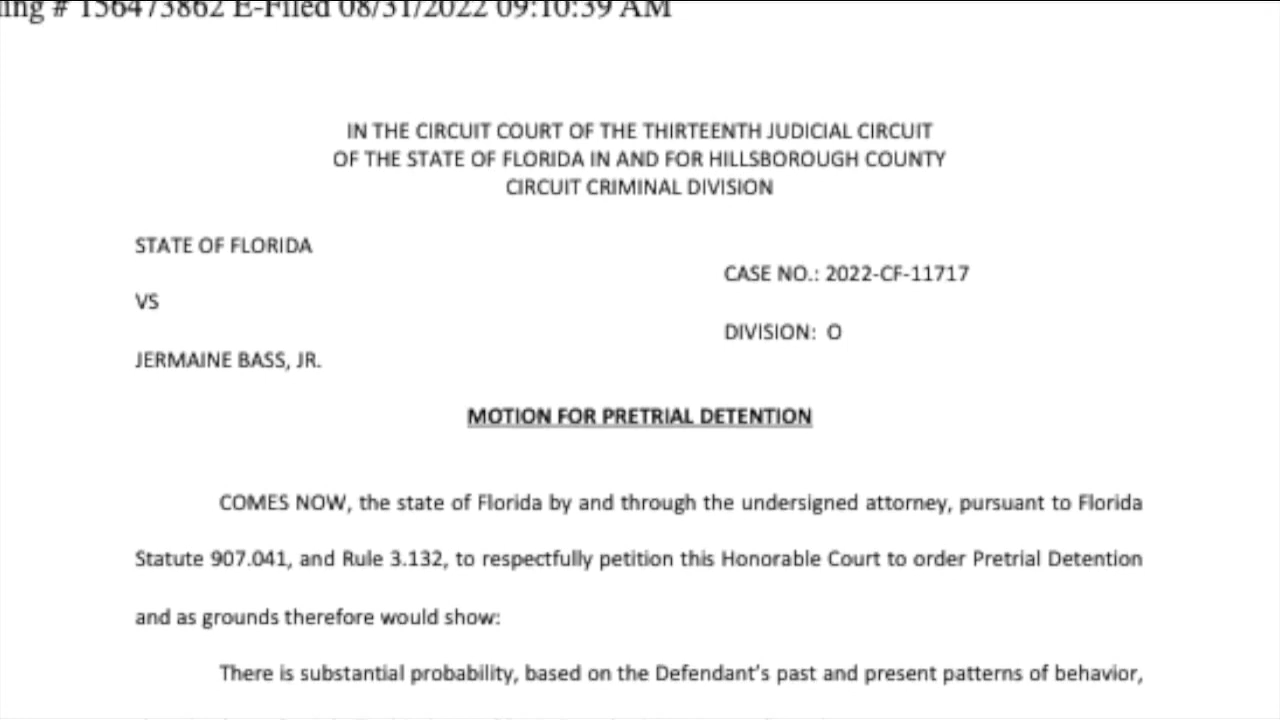 ing # 156473862 E-Filed 08/31/2022 09:10:39 AM
IN THE CIRCUIT COURT OF THE THIRTEENTH JUDICIAL CIRCUIT
OF THE STATE OF FLORIDA IN AND FOR HILLSBOROUGH COUNTY
CIRCUIT CRIMINAL DIVISION
STATE OF FLORIDA
CASE NO.: 2022-CF-11717
VS
DIVISION: O
JERMAINE BASS, JR.
MOTION FOR PRETRIAL DETENTION
COMES NOW, the state of Florida by and through the undersigned attorney, pursuant to Florida
Statute 907.041, and Rule 3.132, to respectfully petition this Honorable Court to order Pretrial Detention
and as grounds therefore would show:
There is substantial probability, based on the Defendant's past and present patterns of behavior,